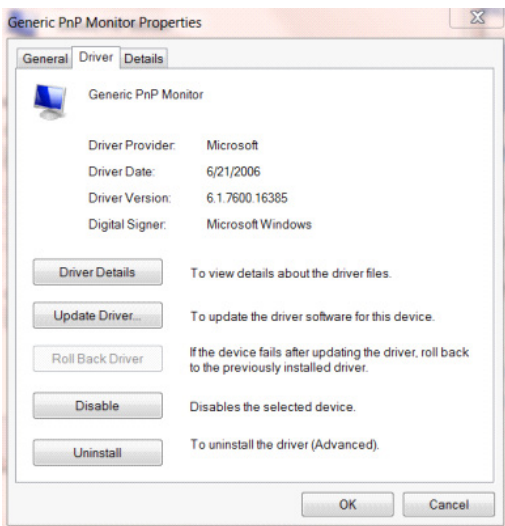 Generic PnP Monitor Properties
General Driver Details
Generic PnP Monitor
Driver Provider: Microsoft
Driver Date: 6/21/2006
Driver Version: 6.1.7600.16385
Digital Signer: Microsoft Windows
Driver Details To view details about the driver files.
Update Driver... To update the driver software for this device.
Roll Back Driver If the device fails after updating the driver, roll back
to the previously installed driver.
Disable Disables the selected device.
Uninstall To uninstall the driver (Advanced).
OK Cancel